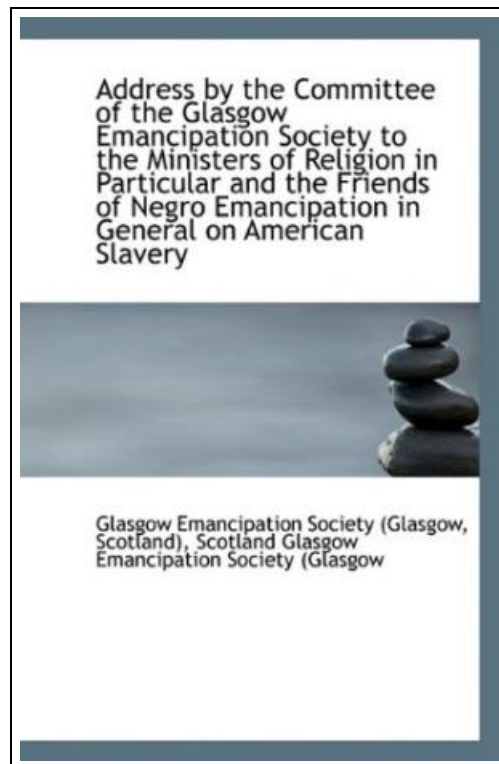 Address by the Committee
of the Glasgow
Emancipation Society to
the Ministers of Religion in
Particular and the Friends
of Negro Emancipation in
General on American
Slavery
Glasgow Emancipation Society (Glasgow,
Scotland), Scotland Glasgow
Emancipation Society (Glasgow